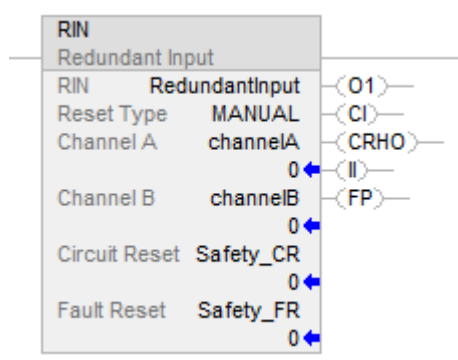 RIN
Redundant Input
RIN RedundantInput (O1)
Reset Type MANUAL (CI)
Channel A channelA (CRHO)
0 (II)
Channel B channelB (FP)
0
Circuit Reset Safety_CR
0
Fault Reset Safety_FR
0